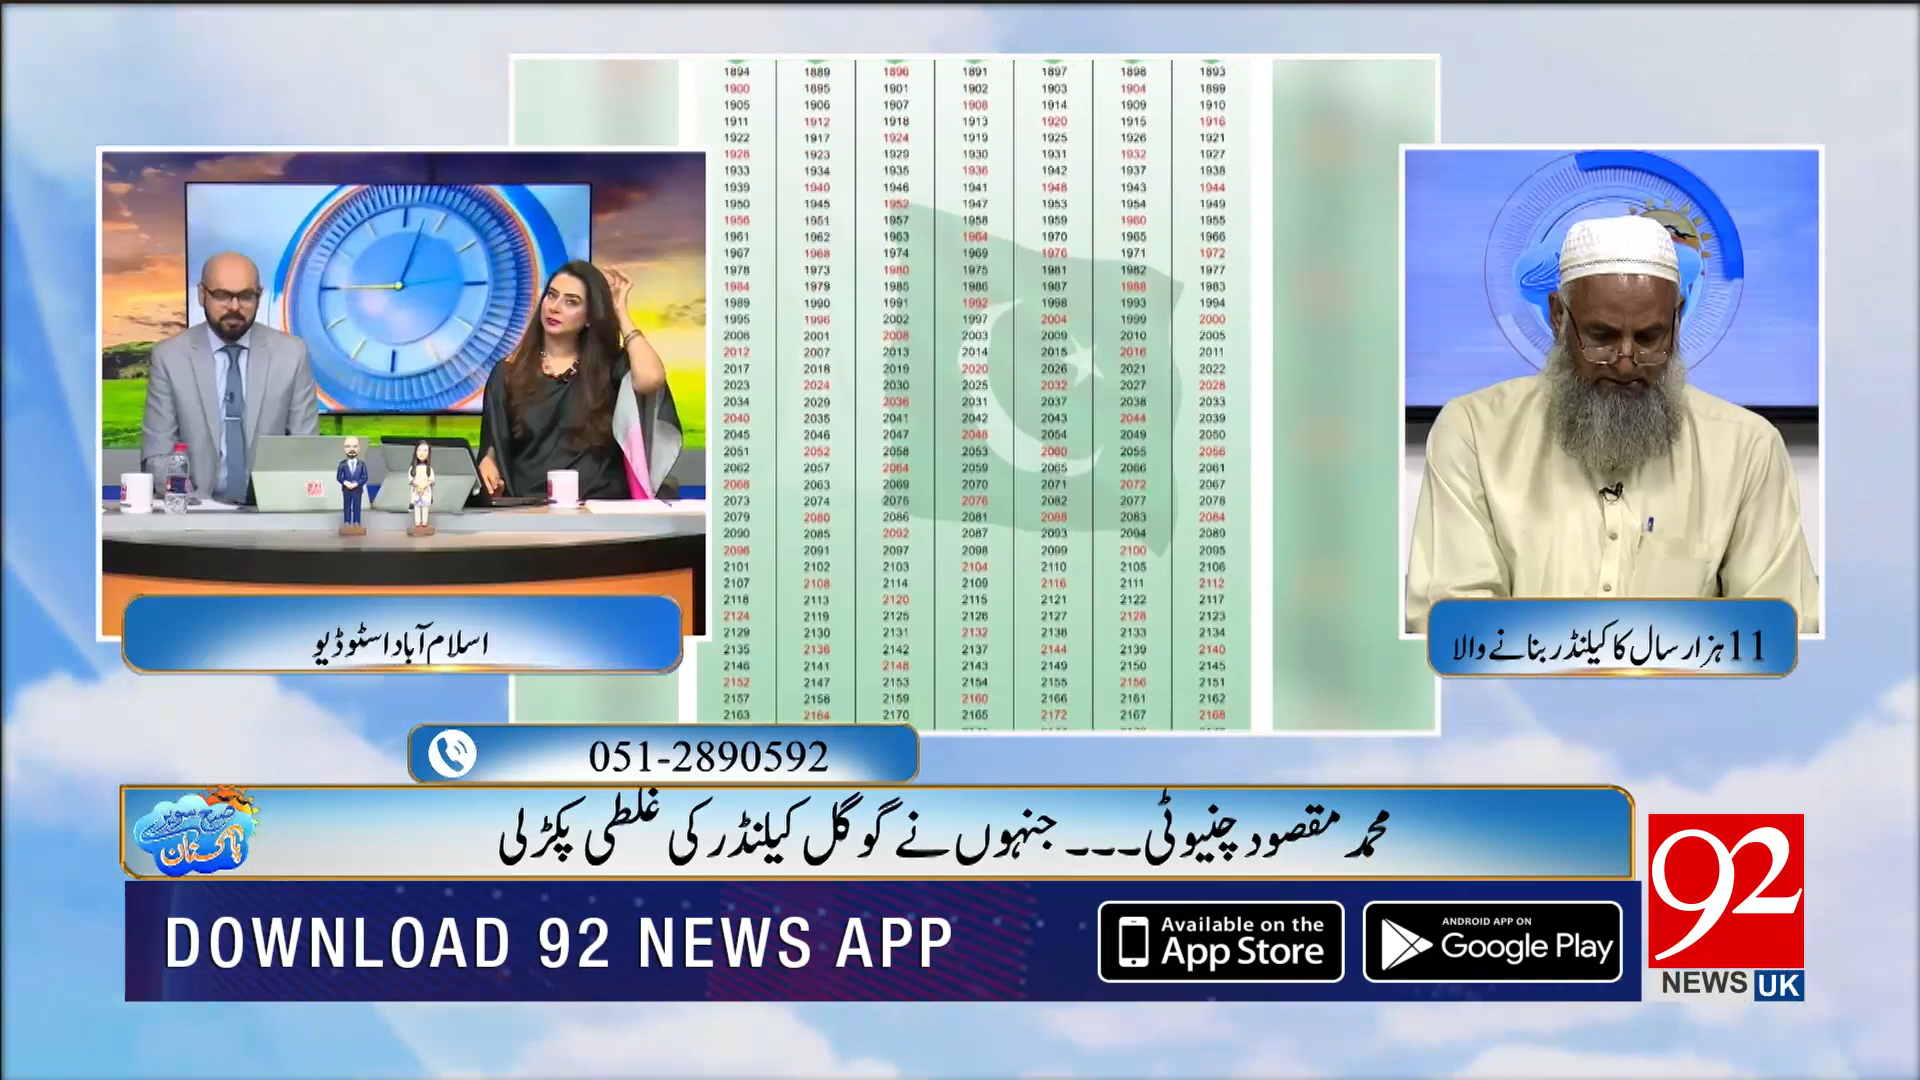 1894 1889 1896 1891 1897 1898 1893
1900 1895 1901 1902 1903 1904 1899
1905 1906 1907 1908 1914 1909 1910
1911 1912 1918 1913 1920 1915 1916
1922 1917 1924 1919 1925 1926 1921
1928 1923 1929 1930 1931 1932 1927
1933 1934 1935 1936 1942 1937 1938
1939 1940 1946 1941 1948 1943 1944
1950 1945 1952 1947 1953 1954 1949
1956 1951 1957 1958 1959 1960 1955
1961 1962 1963 1964 1970 1965 1966
1967 1968 1974 1969 1976 1971 1972
1978 1973 1980 1975 1981 1982 1977
1984 1979 1985 1986 1987 1988 1983
1989 1990 1991 1992 1998 1993 1994
1995 1996 2002 1997 2004 1999 2000
2006 2001 2008 2003 2009 2010 2005
2012 2007 2013 2014 2015 2016 2011
2017 2018 2019 2020 2026 2021 2022
2023 2024 2030 2025 2032 2027 2028
2034 2029 2036 2031 2037 2038 2033
2040 2035 2041 2042 2043 2044 2039
2045 2046 2047 2048 2054 2049 2050
2051 2052 2058 2053 2060 2055 2056
2062 2057 2064 2059 2065 2066 2061
2068 2063 2069 2070 2071 2072 2067
2073 2074 2075 2076 2082 2077 2078
2079 2080 2086 2081 2088 2083 2084
2090 2085 2092 2087 2093 2094 2089
2096 2091 2097 2098 2099 2100 2095
2101 2102 2103 2104 2110 2105 2106
2107 2108 2114 2109 2116 2111 2112
2118 2113 2120 2115 2121 2122 2117
2124 2119 2125 2126 2127 2128 2123
2129 2130 2131 2132 2138 2133 2134
2135 2136 2142 2137 2144 2139 2140
2146 2141 2148 2143 2149 2150 2145
2152 2147 2153 2154 2155 2156 2151
2157 2158 2159 2160 2166 2161 2162
2163 2164 2170 2165 2172 2167 2168
اسلام آباد اسٹوڈیو
11 ہزار سال کا کیلنڈر بنانے والا
051-2890592
صبح سویرے
پاکستان
محمد مقصود چنیوٹی ۔۔۔ جنہوں نے گوگل کیلنڈر کی غلطی پکڑ لی
DOWNLOAD 92 NEWS APP
Available on the
App Store
ANDROID APP ON
Google Play
92
NEWS UK